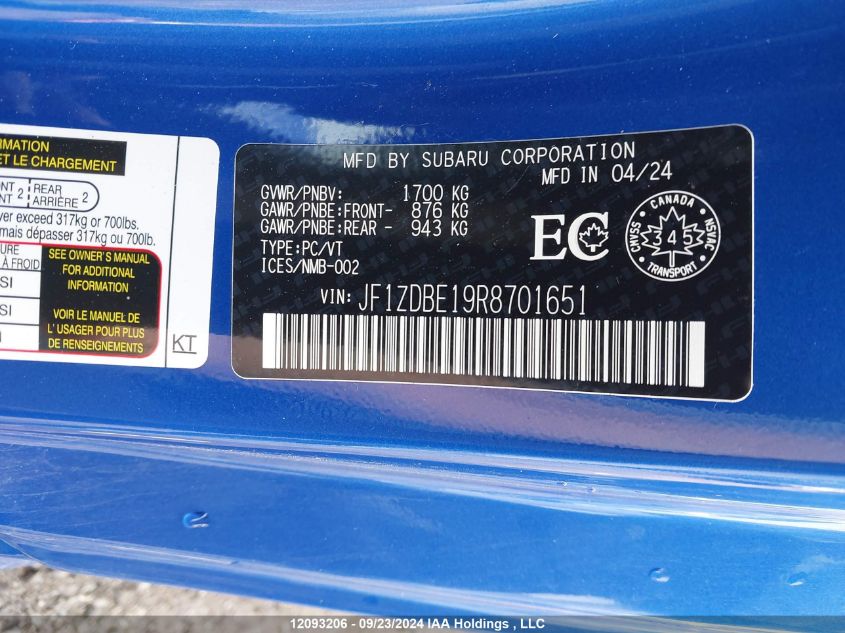 RMATION
ET LE CHARGEMENT
NT 2 REAR
ARRIÈRE 2
ver exceed 317kg or 700lbs.
mais dépasser 317kg ou 700lb.
URE
À FROID
SI
SI
SEE OWNER'S MANUAL
FOR ADDITIONAL
INFORMATION
VOIR LE MANUEL DE
L' USAGER POUR PLUS
DE RENSEIGNEMENTS
KT
MFD BY SUBARU CORPORATION
MFD IN 04/24
GVWR/PNBV: 1700 KG
GAWR/PNBE:FRONT- 876 KG
GAWR/PNBE:REAR - 943 KG
TYPE:PC/VT
ICES/NMB-002
EC
CANADA
CMVSS
345
NSVAC
TRANSPORT
VIN: JF1ZDBE19R8701651
12093206 - 09/23/2024 IAA Holdings, LLC